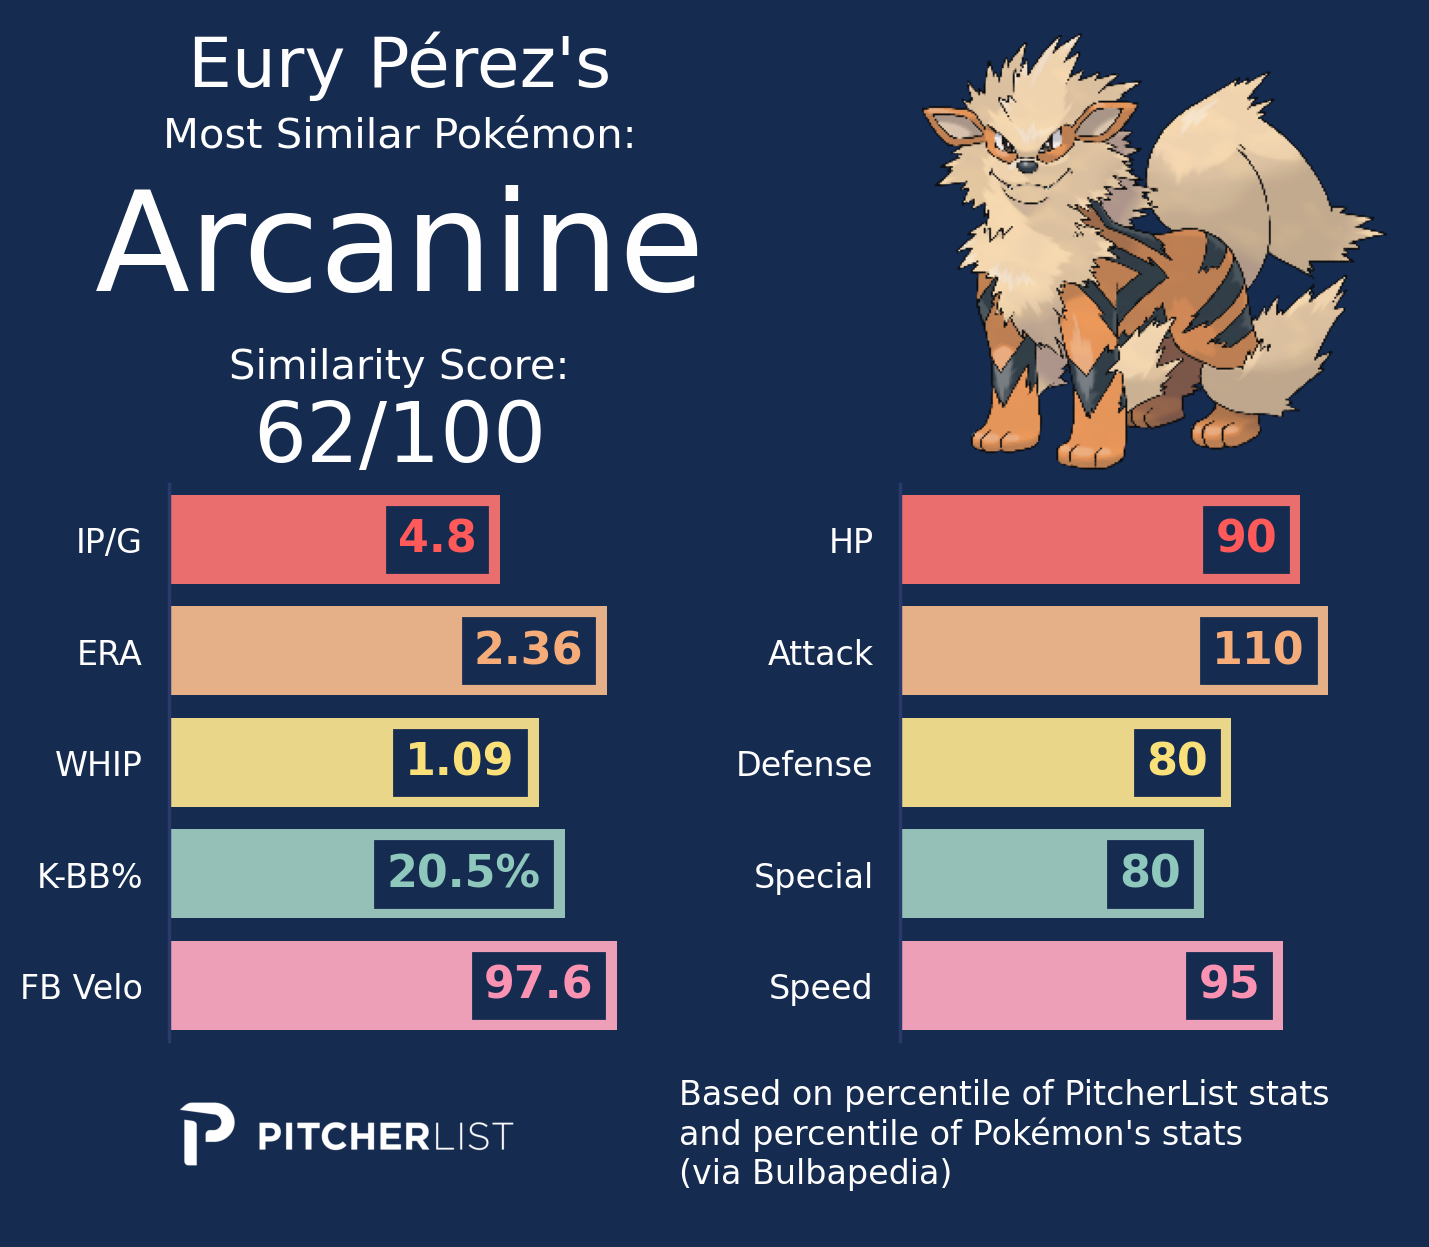 Eury Pérez's
Most Similar Pokémon:
Arcanine
Similarity Score:
62/100
IP/G 4.8
ERA 2.36
WHIP 1.09
K-BB% 20.5%
FB Velo 97.6
HP 90
Attack 110
Defense 80
Special 80
Speed 95
PITCHERLIST
Based on percentile of PitcherList stats
and percentile of Pokémon's stats
(via Bulbapedia)